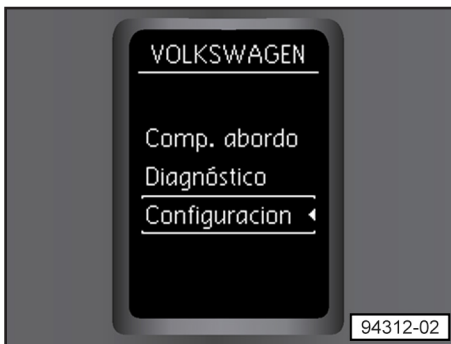 VOLKSWAGEN
Comp. abordo
Diagnóstico
Configuracion
94312-02